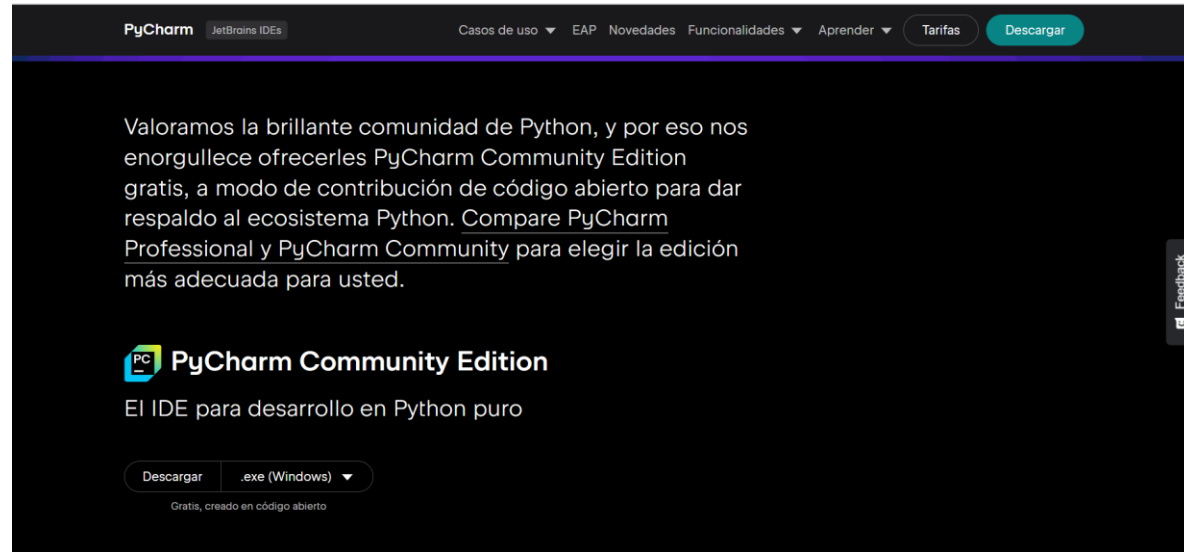 PyCharm JetBrains IDEs Casos de uso EAP Novedades Funcionalidades Aprender Tarifas Descargar
Valoramos la brillante comunidad de Python, y por eso nos
enorgullece ofrecerles PyCharm Community Edition
gratis, a modo de contribución de código abierto para dar
respaldo al ecosistema Python. Compare PyCharm
Professional y PyCharm Community para elegir la edición
más adecuada para usted.
Feedback
PC PyCharm Community Edition
El IDE para desarrollo en Python puro
Descargar .exe (Windows)
Gratis, creado en código abierto